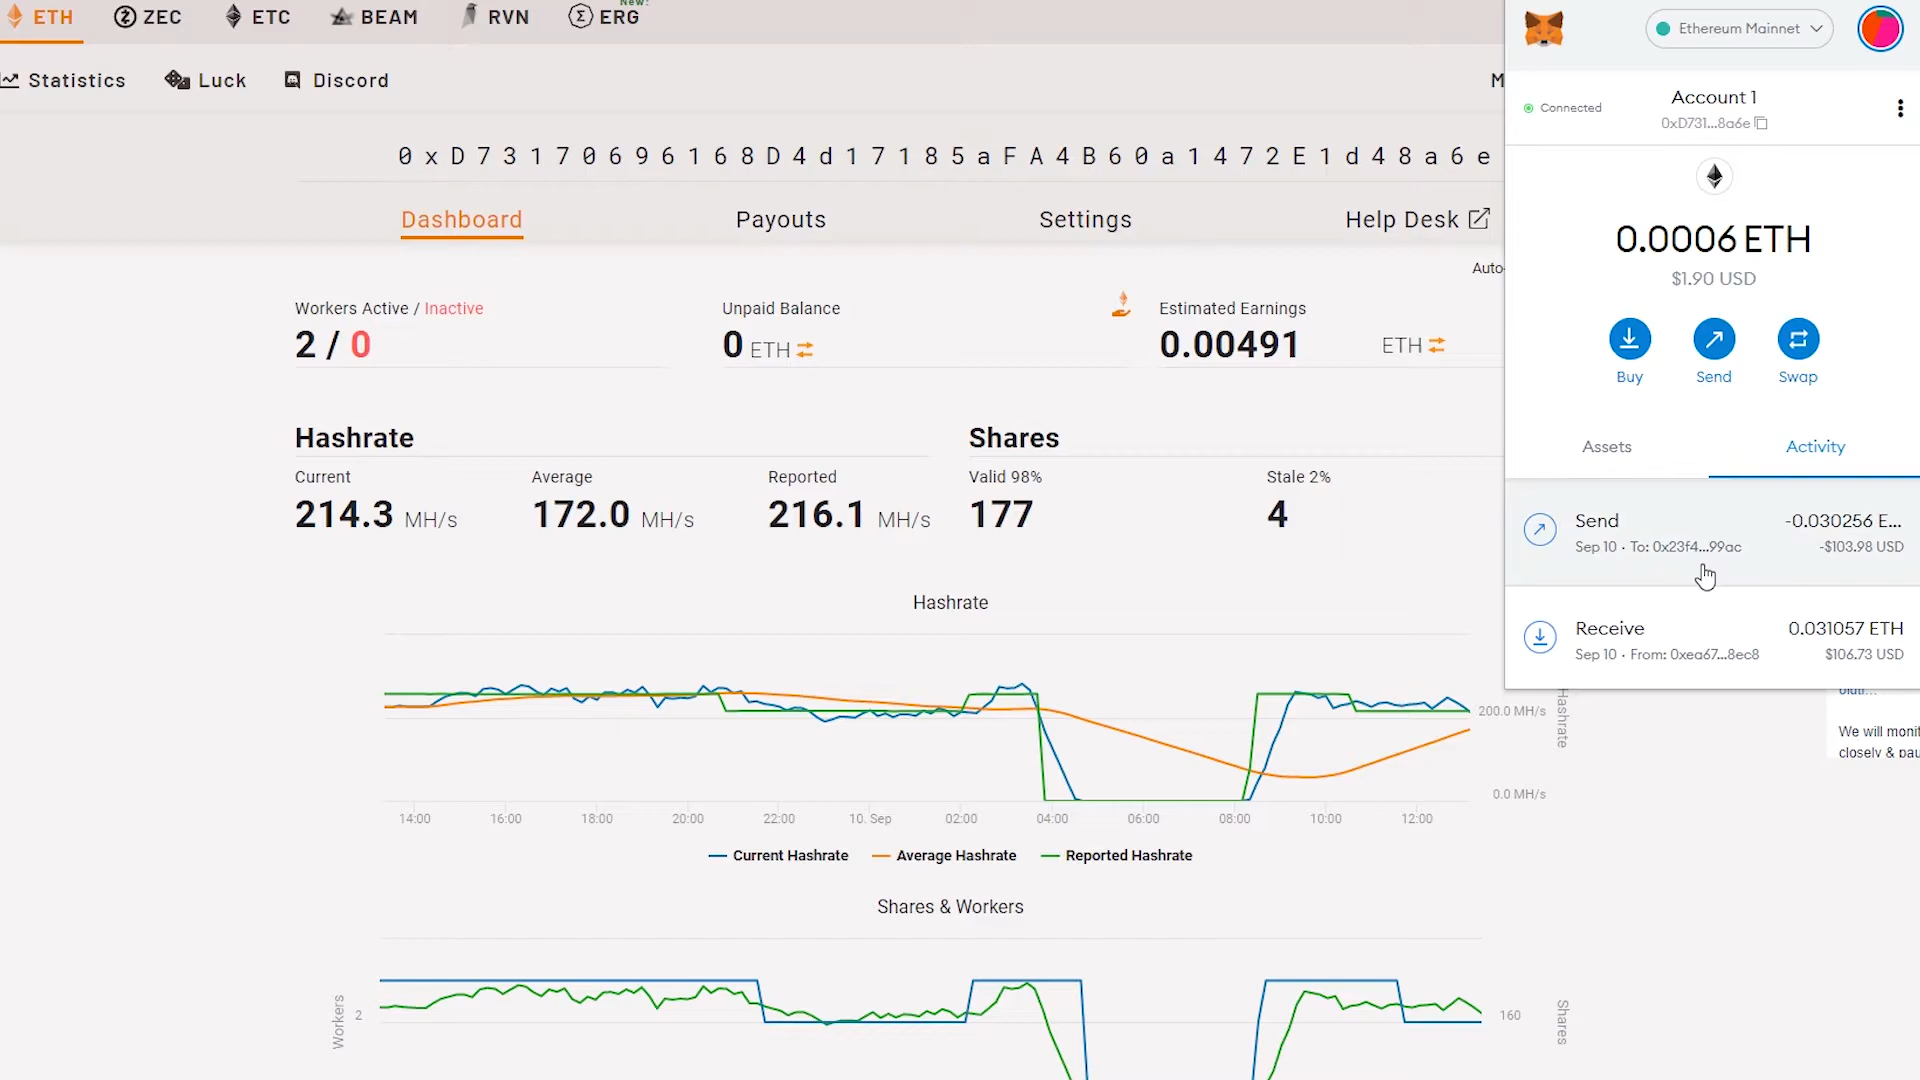 ETH ZEC ETC BEAM RVN ERG New!
Statistics Luck Discord M
0xD73170696168D4d17185aFA4B60a1472E1d48a6e
Dashboard Payouts Settings Help Desk
Auto-
Workers Active / Inactive
2 / 0
Unpaid Balance
0 ETH
Estimated Earnings
0.00491 ETH
Hashrate
Current Average Reported
214.3 MH/s 172.0 MH/s 216.1 MH/s
Shares
Valid 98% Stale 2%
177 4
Hashrate
200.0 MH/s
0.0 MH/s
Hashrate
14:00 16:00 18:00 20:00 22:00 10. Sep 02:00 04:00 06:00 08:00 10:00 12:00
Current Hashrate Average Hashrate Reported Hashrate
Shares & Workers
Workers
2
160
Shares
Ethereum Mainnet
Connected
Account 1
0xD731...8a6e
0.0006 ETH
$1.90 USD
Buy Send Swap
Assets Activity
Send -0.030256 E...
Sep 10 · To: 0x23f4...99ac -$103.98 USD
Receive 0.031057 ETH
Sep 10 · From: 0xea67...8ec8 $106.73 USD
We will monit
closely & pau